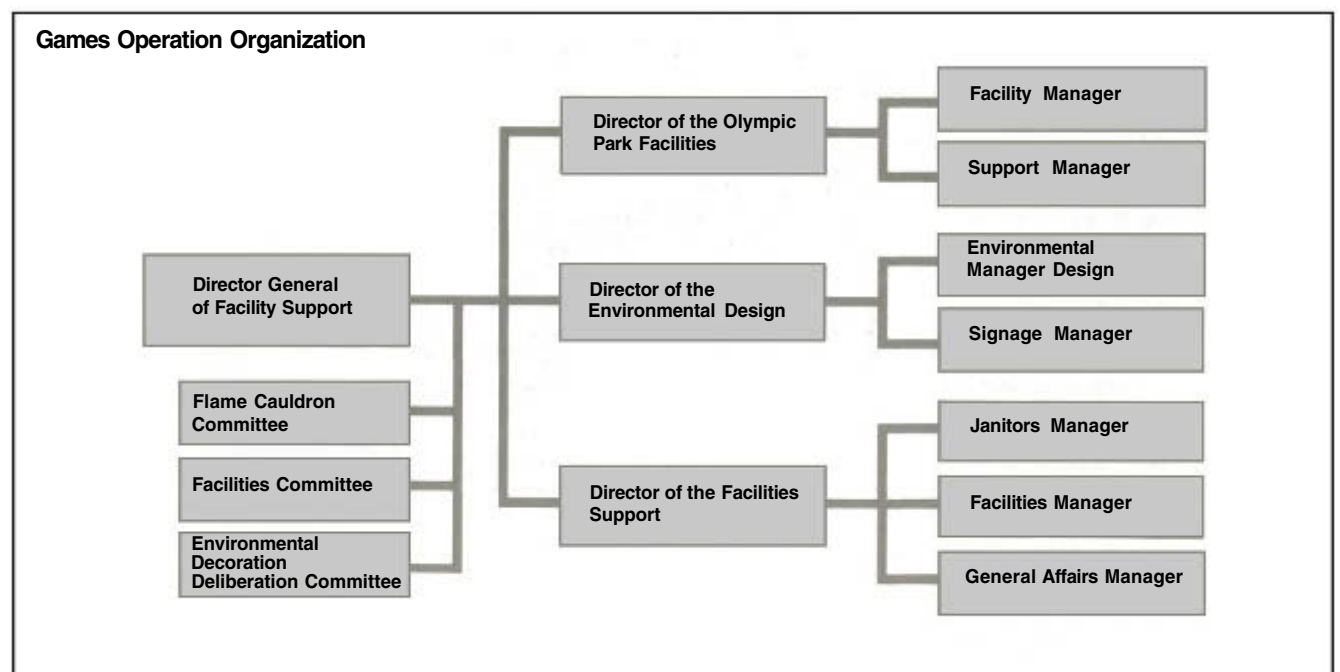 Games Operation Organization
Director General
of Facility Support
Flame Cauldron
Committee
Facilities Committee
Environmental
Decoration
Deliberation Committee
Director of the Olympic
Park Facilities
Facility Manager
Support Manager
Director of the
Environmental Design
Environmental
Manager Design
Signage Manager
Director of the Facilities
Support
Janitors Manager
Facilities Manager
General Affairs Manager